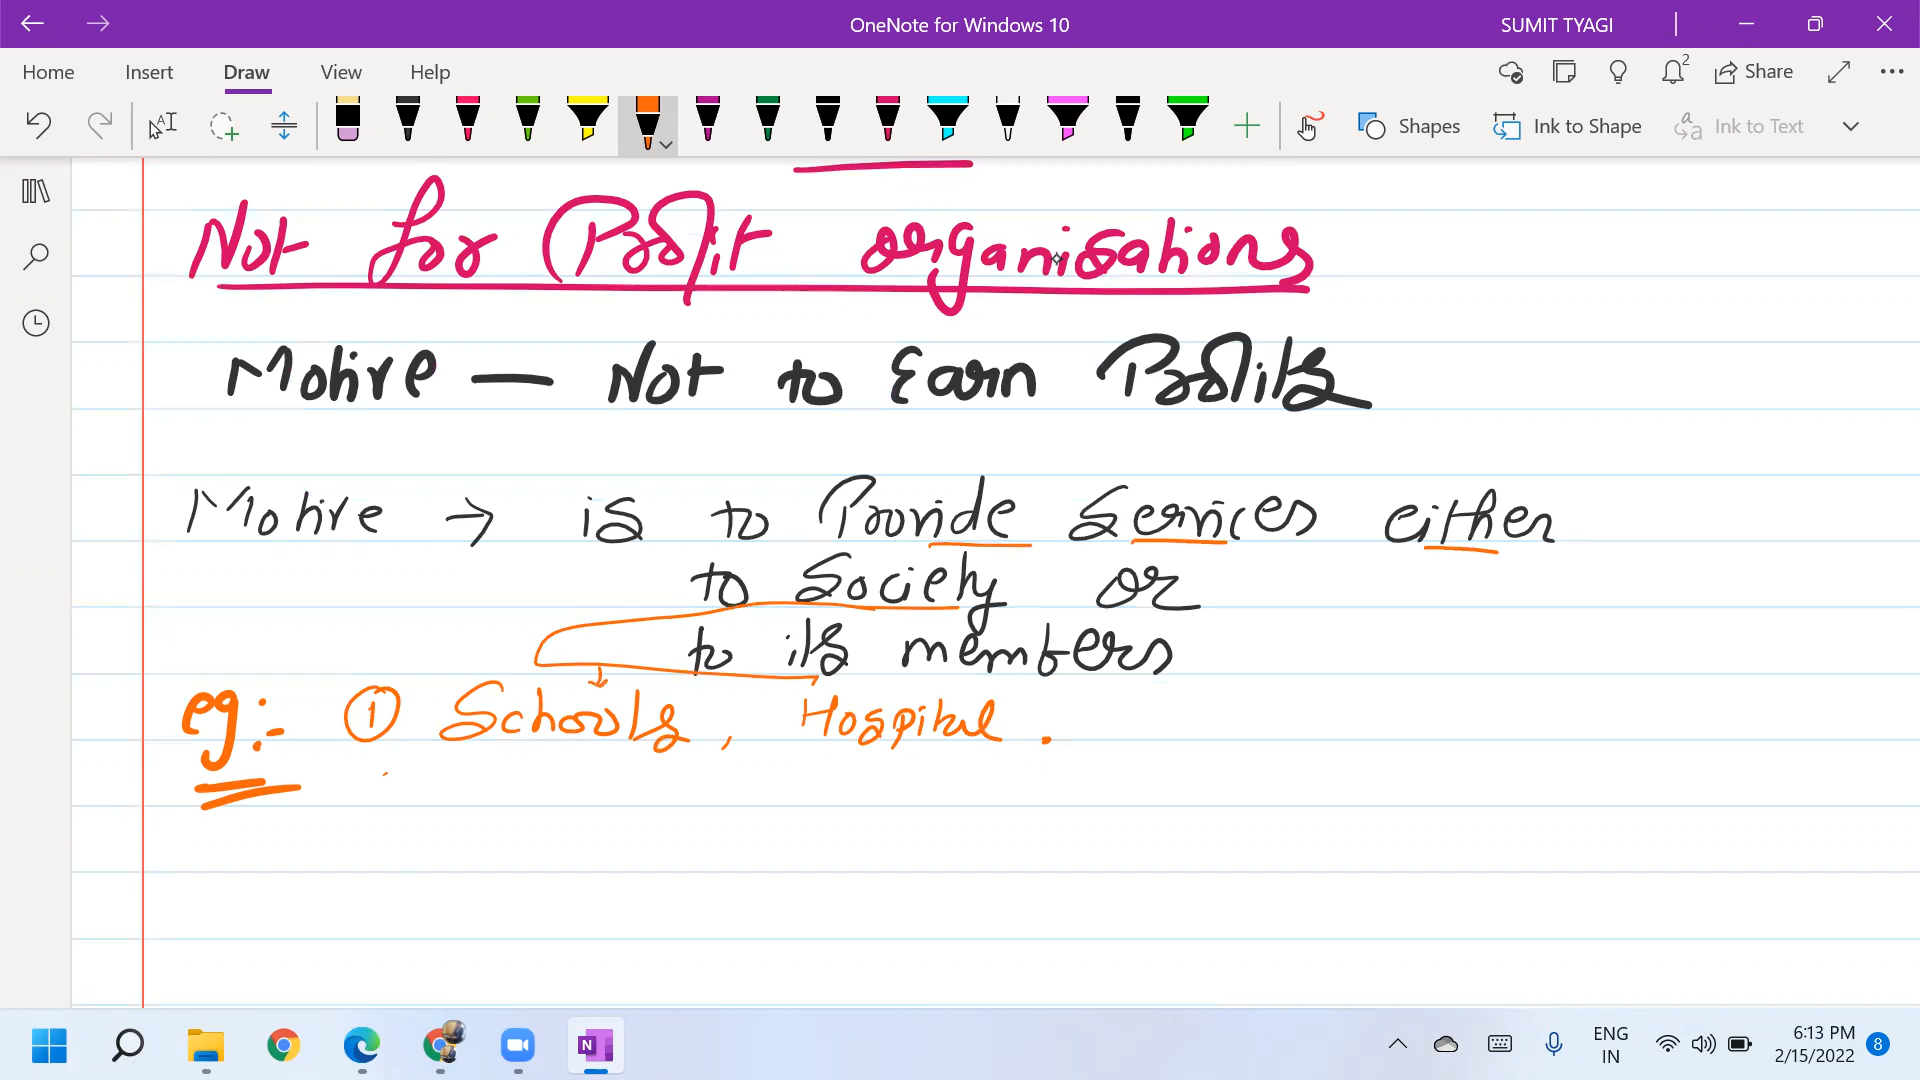 OneNote for Windows 10
SUMIT TYAGI
Home Insert Draw View Help
2
Share
Shapes
Ink to Shape
Ink to Text
Not for Profit organisations
Motive — Not to Earn Profits
Motive → is to Provide Services either
to Society or
to its members
eg:- ① Schools, Hospital.
ENG
IN
6:13 PM
2/15/2022
8